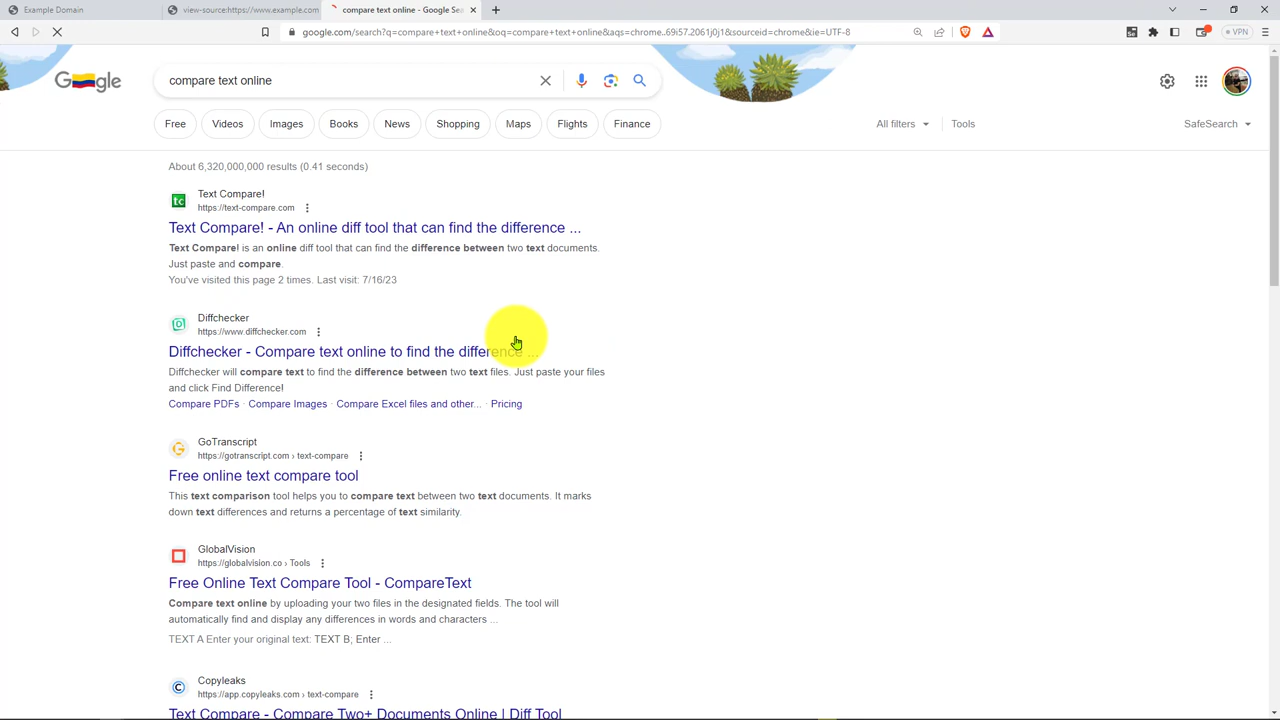 Example Domain
view-source:https://www.example.com
compare text online - Google Sea
google.com/search?q=compare+text+online&oq=compare+text+online&aqs=chrome..69i57.2061j0j1&sourceid=chrome&ie=UTF-8
VPN
Google
compare text online
Free
Videos
Images
Books
News
Shopping
Maps
Flights
Finance
All filters
Tools
SafeSearch
About 6,320,000,000 results (0.41 seconds)
tc
Text Compare!
https://text-compare.com
Text Compare! - An online diff tool that can find the difference ...
Text Compare! is an online diff tool that can find the difference between two text documents.
Just paste and compare.
You've visited this page 2 times. Last visit: 7/16/23
Diffchecker
https://www.diffchecker.com
Diffchecker - Compare text online to find the difference ...
Diffchecker will compare text to find the difference between two text files. Just paste your files
and click Find Difference!
Compare PDFs · Compare Images · Compare Excel files and other... · Pricing
GoTranscript
https://gotranscript.com › text-compare
Free online text compare tool
This text comparison tool helps you to compare text between two text documents. It marks
down text differences and returns a percentage of text similarity.
GlobalVision
https://globalvision.co › Tools
Free Online Text Compare Tool - CompareText
Compare text online by uploading your two files in the designated fields. The tool will
automatically find and display any differences in words and characters ...
TEXT A Enter your original text: TEXT B; Enter ...
Copyleaks
https://app.copyleaks.com › text-compare
Text Compare - Compare Two+ Documents Online | Diff Tool